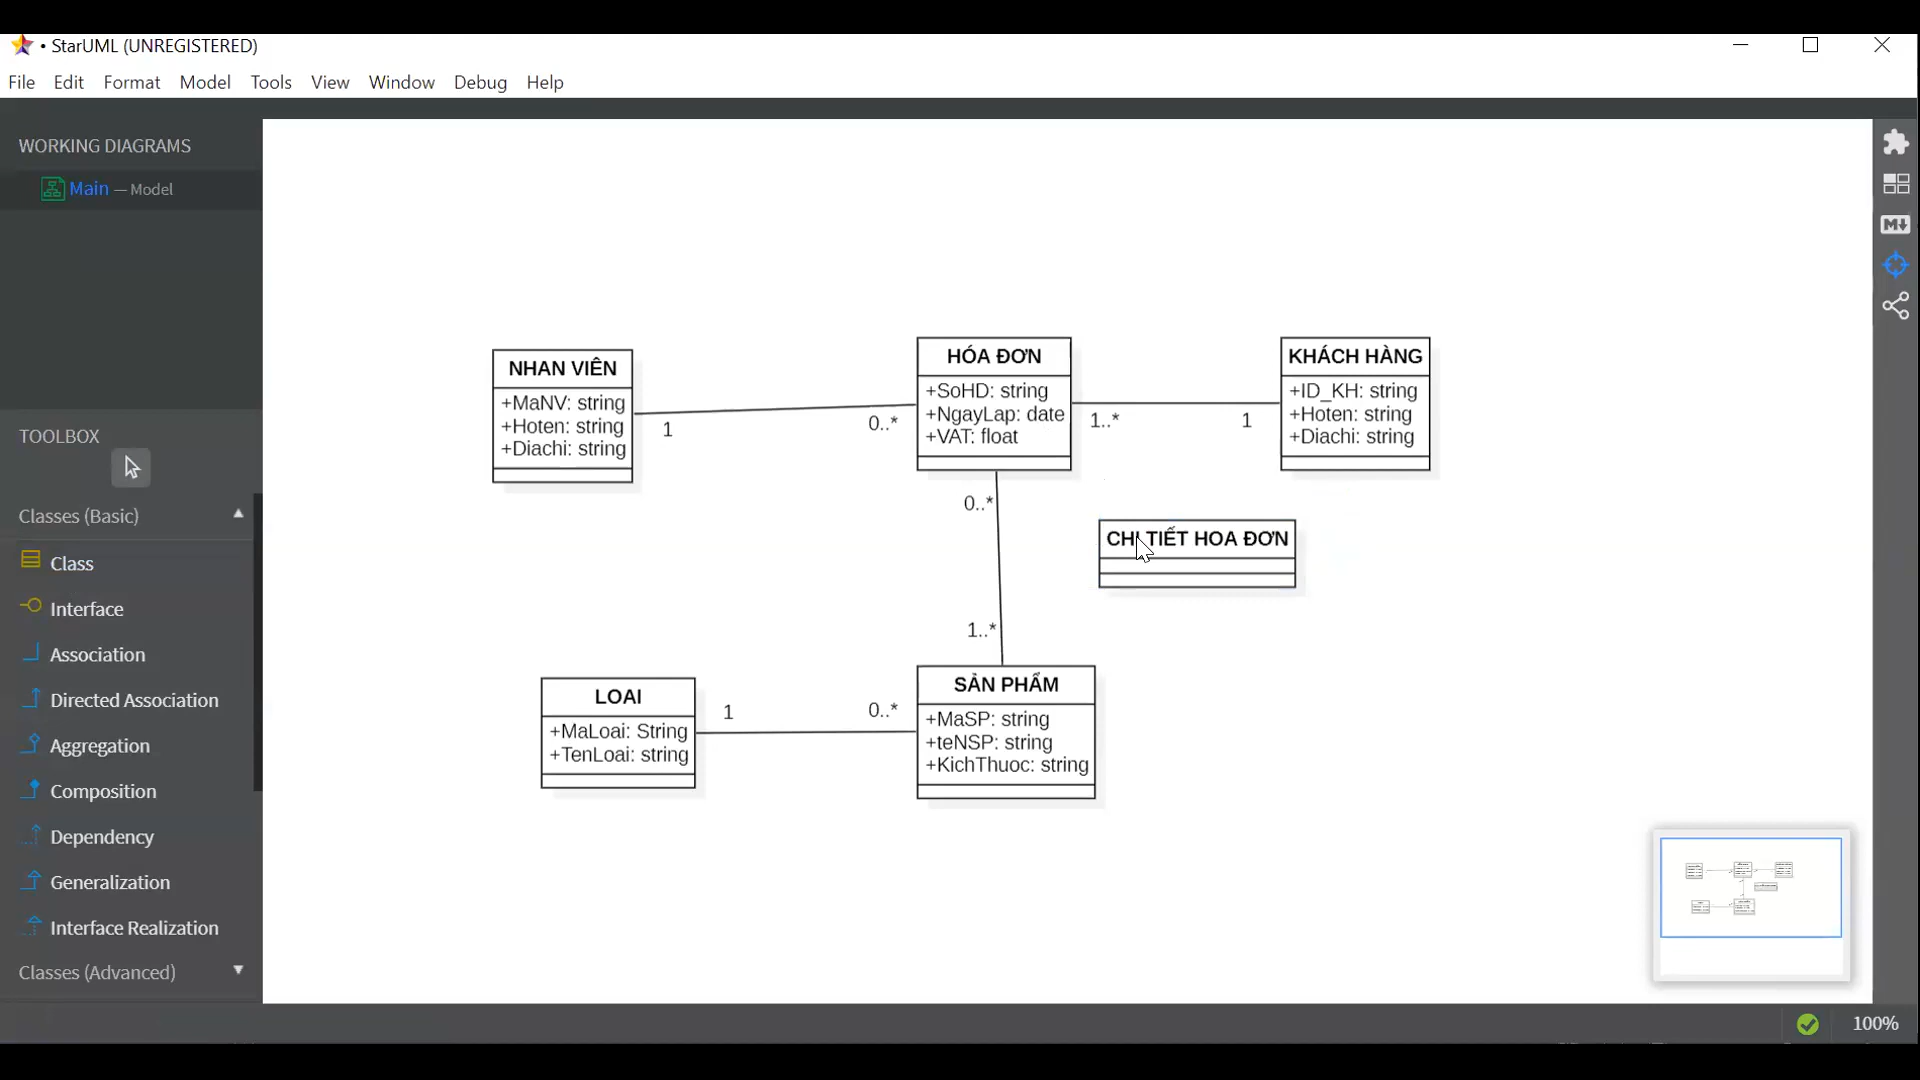 • StarUML (UNREGISTERED)
File Edit Format Model Tools View Window Debug Help
WORKING DIAGRAMS
Main — Model
TOOLBOX
Classes (Basic)
Class
Interface
Association
Directed Association
Aggregation
Composition
Dependency
Generalization
Interface Realization
Classes (Advanced)
NHAN VIÊN
+MaNV: string
+Hoten: string
+Diachi: string
1
0..*
HÓA ĐƠN
+SoHD: string
+NgayLap: date
+VAT: float
1..*
1
KHÁCH HÀNG
+ID_KH: string
+Hoten: string
+Diachi: string
0..*
CHI TIẾT HOA ĐƠN
1..*
LOAI
+MaLoai: String
+TenLoai: string
1
0..*
SẢN PHẨM
+MaSP: string
+teNSP: string
+KichThuoc: string
100%